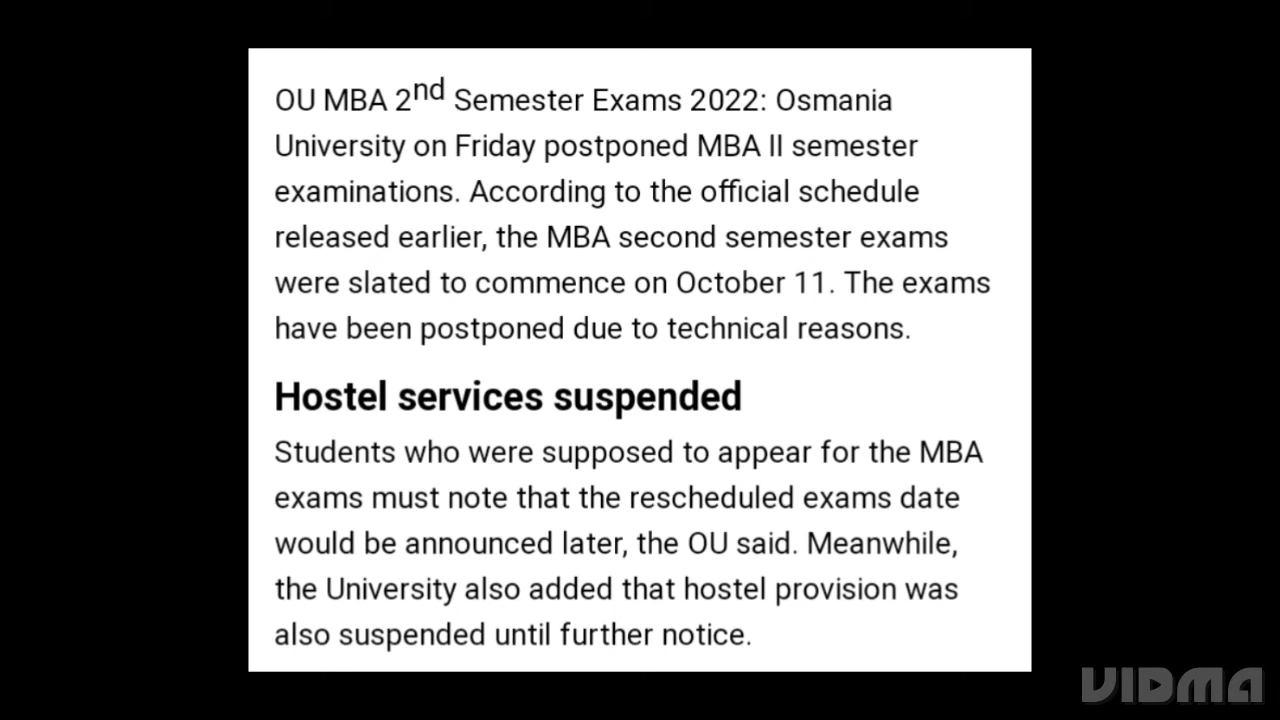 OU MBA 2nd Semester Exams 2022: Osmania
University on Friday postponed MBA II semester
examinations. According to the official schedule
released earlier, the MBA second semester exams
were slated to commence on October 11. The exams
have been postponed due to technical reasons.
Hostel services suspended
Students who were supposed to appear for the MBA
exams must note that the rescheduled exams date
would be announced later, the OU said. Meanwhile,
the University also added that hostel provision was
also suspended until further notice.
VIDMA